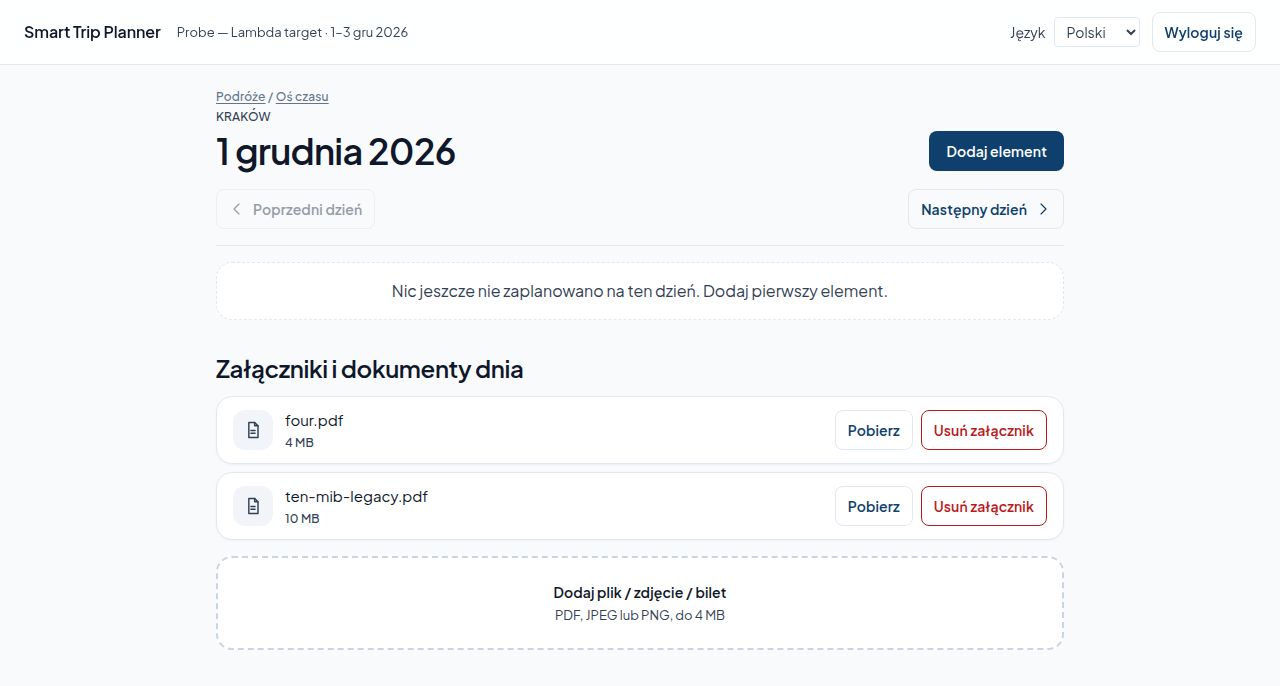 Smart Trip Planner
Probe — Lambda target · 1–3 gru 2026
Język
Polski
Wyloguj się
Podróże / Oś czasu
KRAKÓW
1 grudnia 2026
Dodaj element
Poprzedni dzień
Następny dzień
Nic jeszcze nie zaplanowano na ten dzień. Dodaj pierwszy element.
Załączniki i dokumenty dnia
four.pdf
4 MB
Pobierz
Usuń załącznik
ten-mib-legacy.pdf
10 MB
Pobierz
Usuń załącznik
Dodaj plik / zdjęcie / bilet
PDF, JPEG lub PNG, do 4 MB